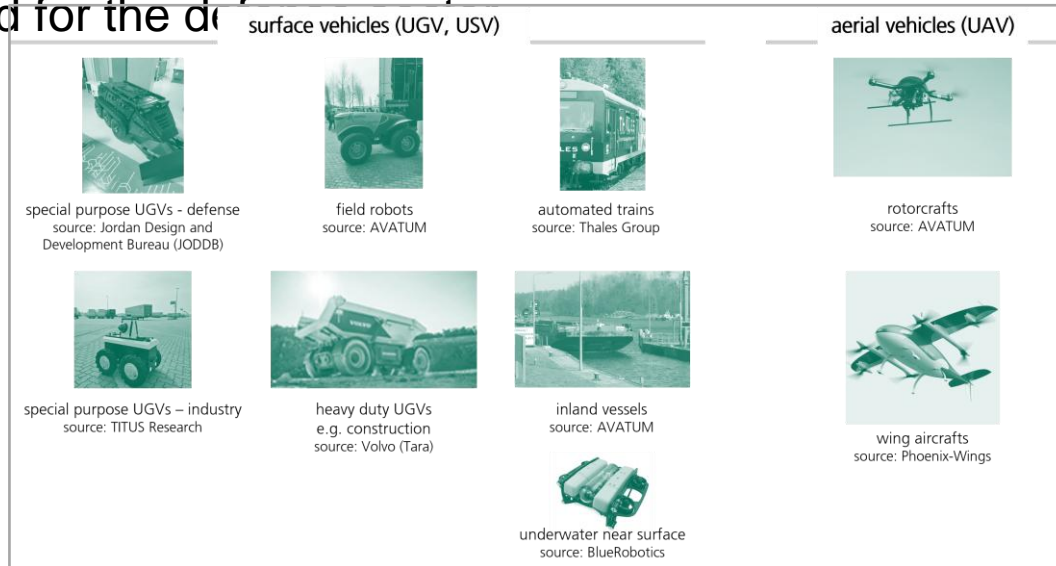 d for the de
surface vehicles (UGV, USV)
aerial vehicles (UAV)
special purpose UGVs - defense
source: Jordan Design and
Development Bureau (JODDB)
field robots
source: AVATUM
automated trains
source: Thales Group
rotorcrafts
source: AVATUM
special purpose UGVs – industry
source: TITUS Research
VOLVO
heavy duty UGVs
e.g. construction
source: Volvo (Tara)
inland vessels
source: AVATUM
wing aircrafts
source: Phoenix-Wings
underwater near surface
source: BlueRobotics